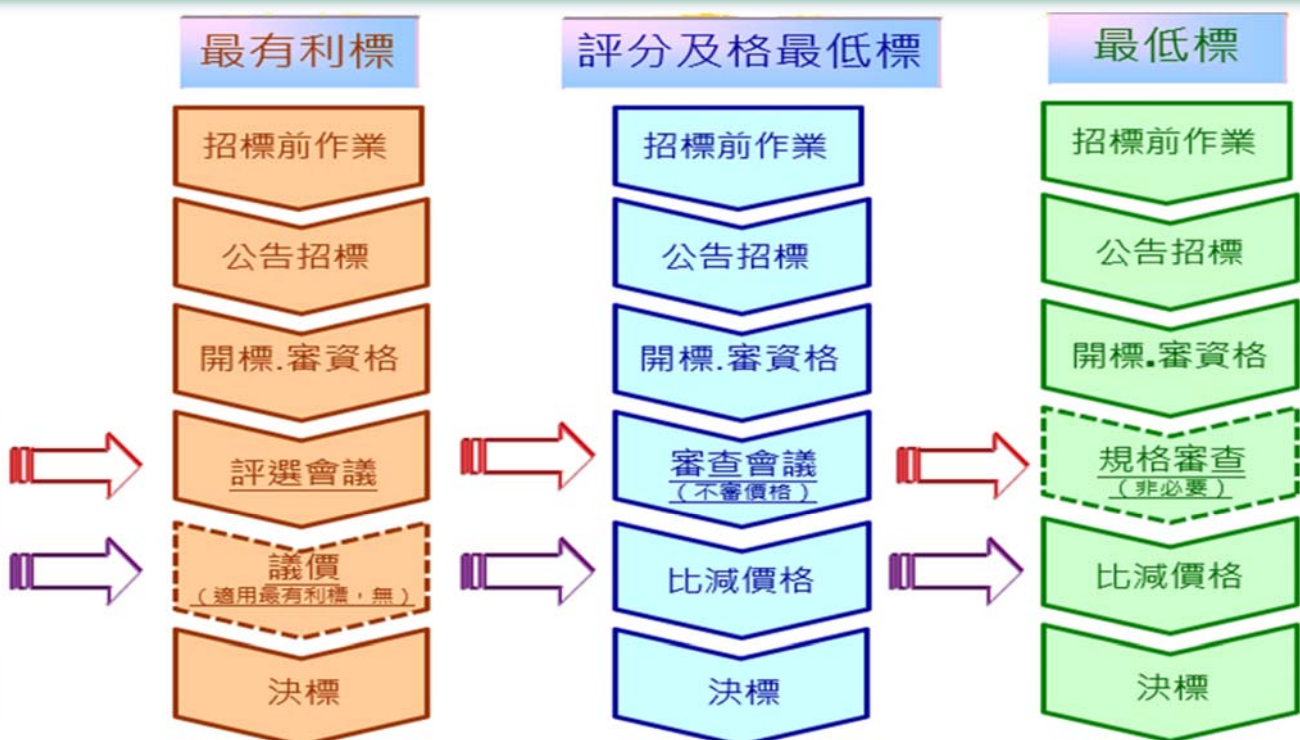 最有利標
招標前作業
公告招標
開標.審資格
評選會議
議價
（適用最有利標，無）
決標
評分及格最低標
招標前作業
公告招標
開標.審資格
審查會議
（不審價格）
比減價格
決標
最低標
招標前作業
公告招標
開標.審資格
規格審查
（非必要）
比減價格
決標